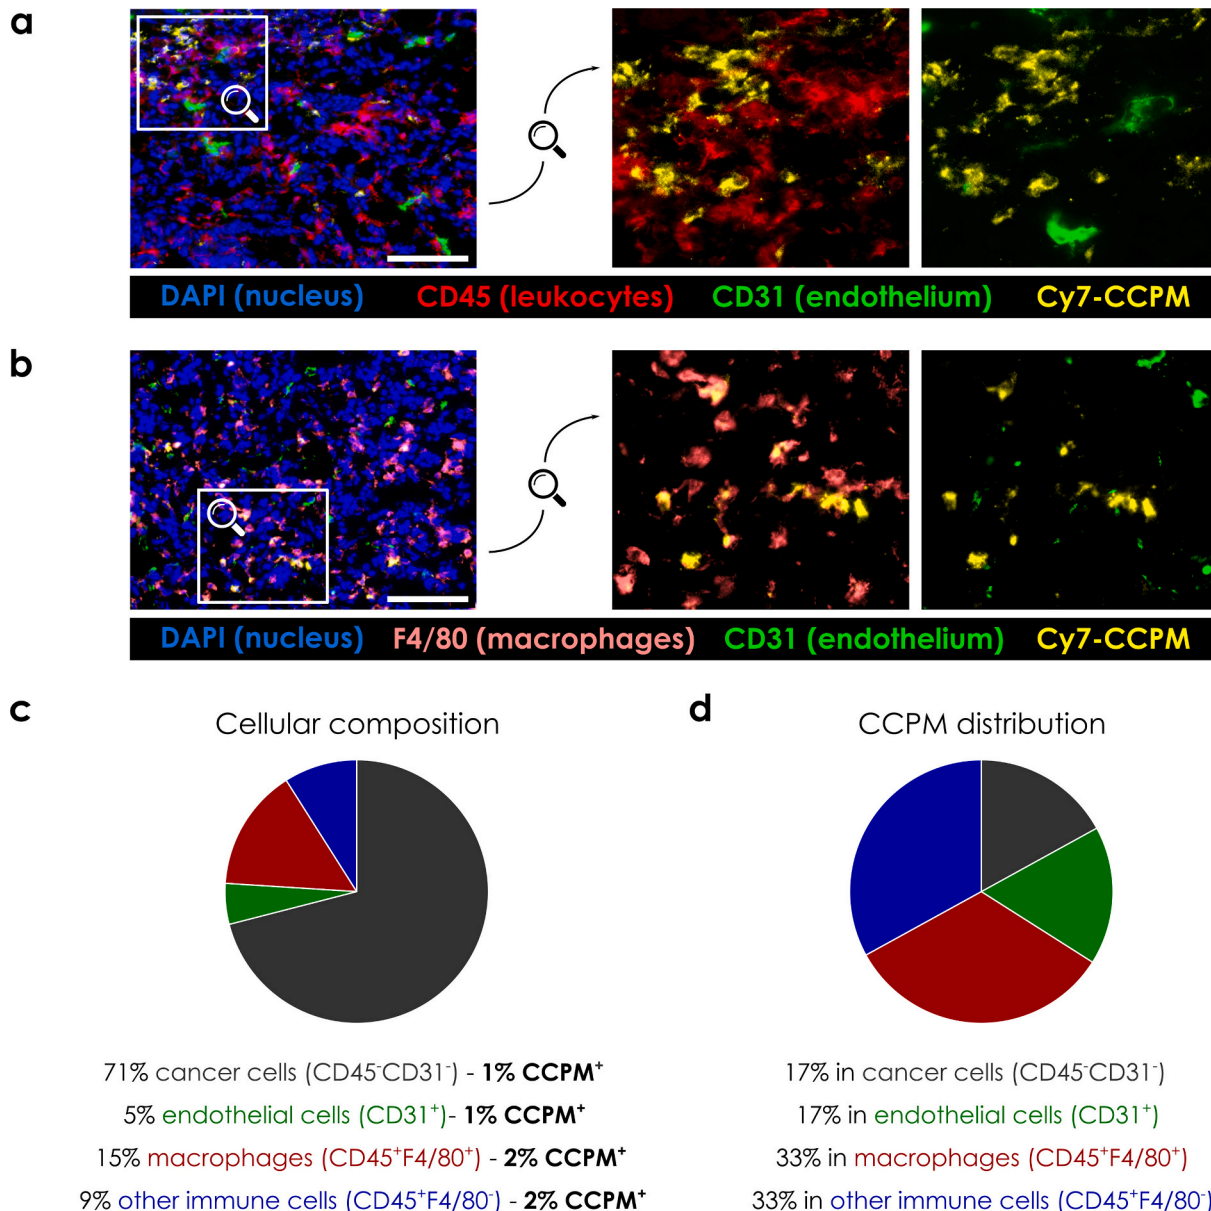 a
DAPI (nucleus) CD45 (leukocytes) CD31 (endothelium) Cy7-CCPM
b
DAPI (nucleus) F4/80 (macrophages) CD31 (endothelium) Cy7-CCPM
c
Cellular composition
71% cancer cells (CD45⁻CD31⁻) - 1% CCPM⁺
5% endothelial cells (CD31⁺)- 1% CCPM⁺
15% macrophages (CD45⁺F4/80⁺) - 2% CCPM⁺
9% other immune cells (CD45⁺F4/80⁻) - 2% CCPM⁺
d
CCPM distribution
17% in cancer cells (CD45⁻CD31⁻)
17% in endothelial cells (CD31⁺)
33% in macrophages (CD45⁺F4/80⁺)
33% in other immune cells (CD45⁺F4/80⁻)